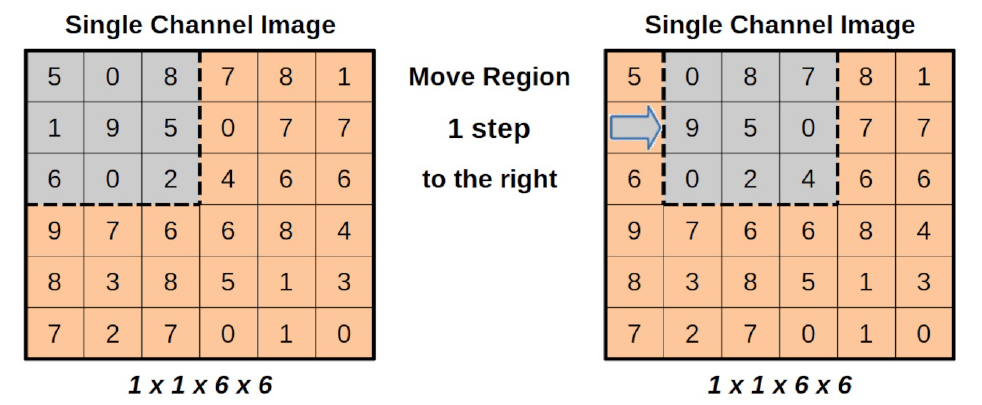 Single Channel Image
5 0 8 7 8 1
1 9 5 0 7 7
6 0 2 4 6 6
9 7 6 6 8 4
8 3 8 5 1 3
7 2 7 0 1 0
1 x 1 x 6 x 6
Move Region
1 step
to the right
Single Channel Image
5 0 8 7 8 1
9 5 0 7 7
6 0 2 4 6 6
9 7 6 6 8 4
8 3 8 5 1 3
7 2 7 0 1 0
1 x 1 x 6 x 6